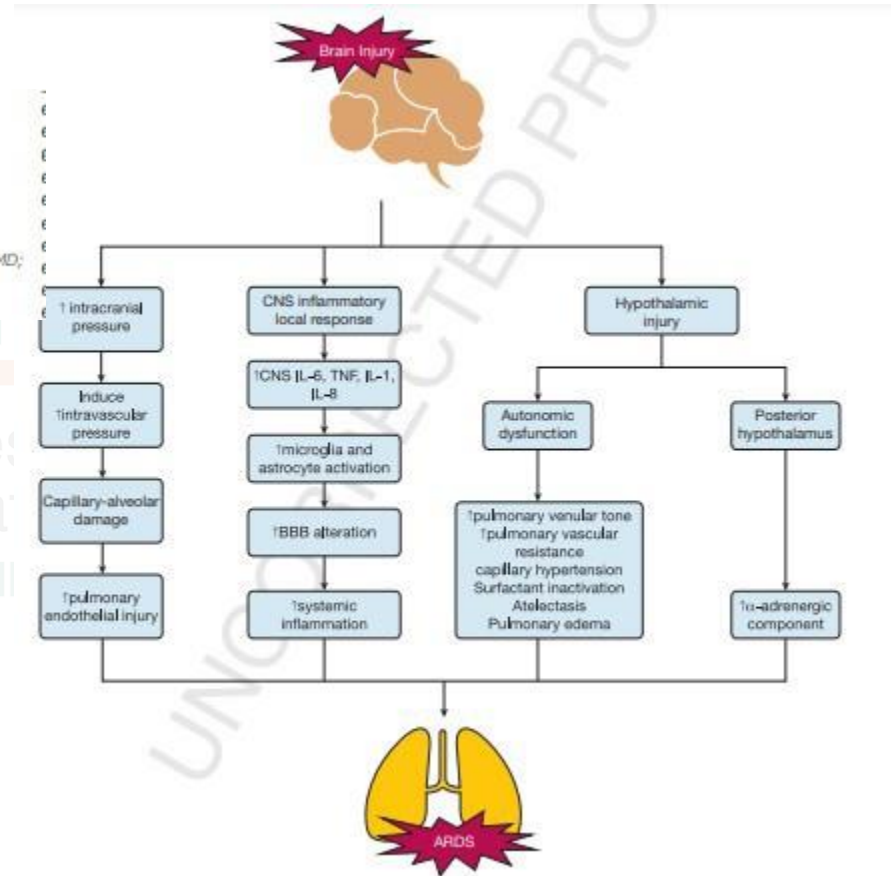 Brain Injury
MD;
↑ intracranial
pressure
CNS inflammatory
local response
Hypothalamic
injury
Induce
↑intravascular
pressure
↑CNS IL-6, TNF, IL-1,
IL-8
Autonomic
dysfunction
Posterior
hypothalamus
↑microglia and
astrocyte activation
Capillary-alveolar
damage
↑BBB alteration
↑pulmonary venular tone
↑pulmonary vascular
resistance
capillary hypertension
Surfactant inactivation
Atelectasis
Pulmonary edema
↑pulmonary
endothelial injury
↑systemic
inflammation
↑α-adrenergic
component
ARDS
UNCORRECTED PRO